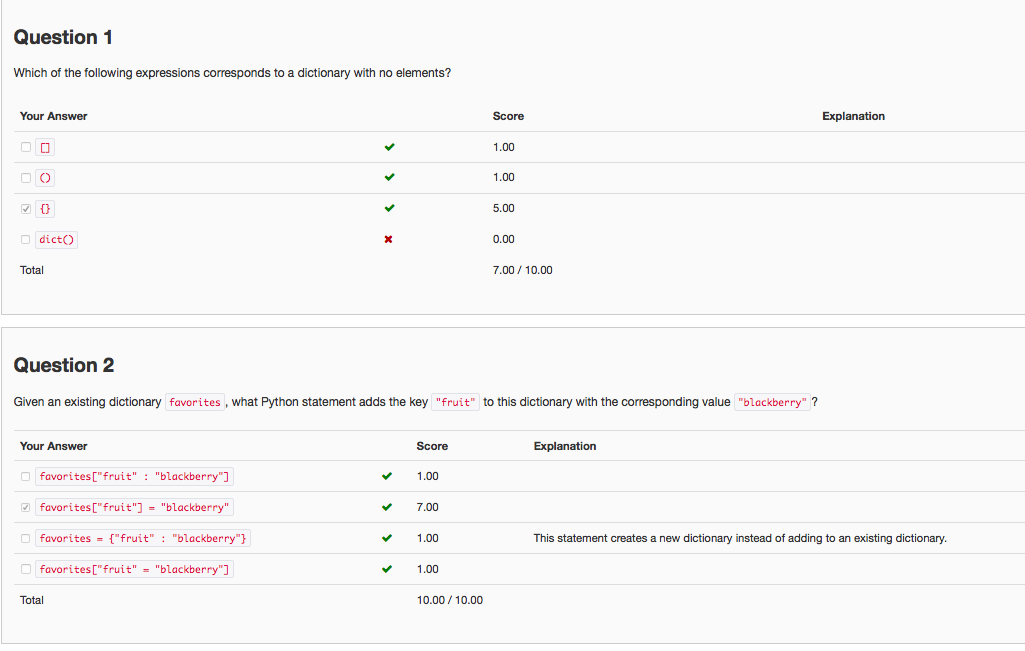 Question 1
Which of the following expressions corresponds to a dictionary with no elements?
Your Answer Score Explanation
[] 1.00
() 1.00
{} 5.00
dict() 0.00
Total 7.00 / 10.00
Question 2
Given an existing dictionary favorites, what Python statement adds the key "fruit" to this dictionary with the corresponding value "blackberry"?
Your Answer Score Explanation
favorites["fruit" : "blackberry"] 1.00
favorites["fruit"] = "blackberry" 7.00
favorites = {"fruit" : "blackberry"} 1.00 This statement creates a new dictionary instead of adding to an existing dictionary.
favorites["fruit" = "blackberry"] 1.00
Total 10.00 / 10.00